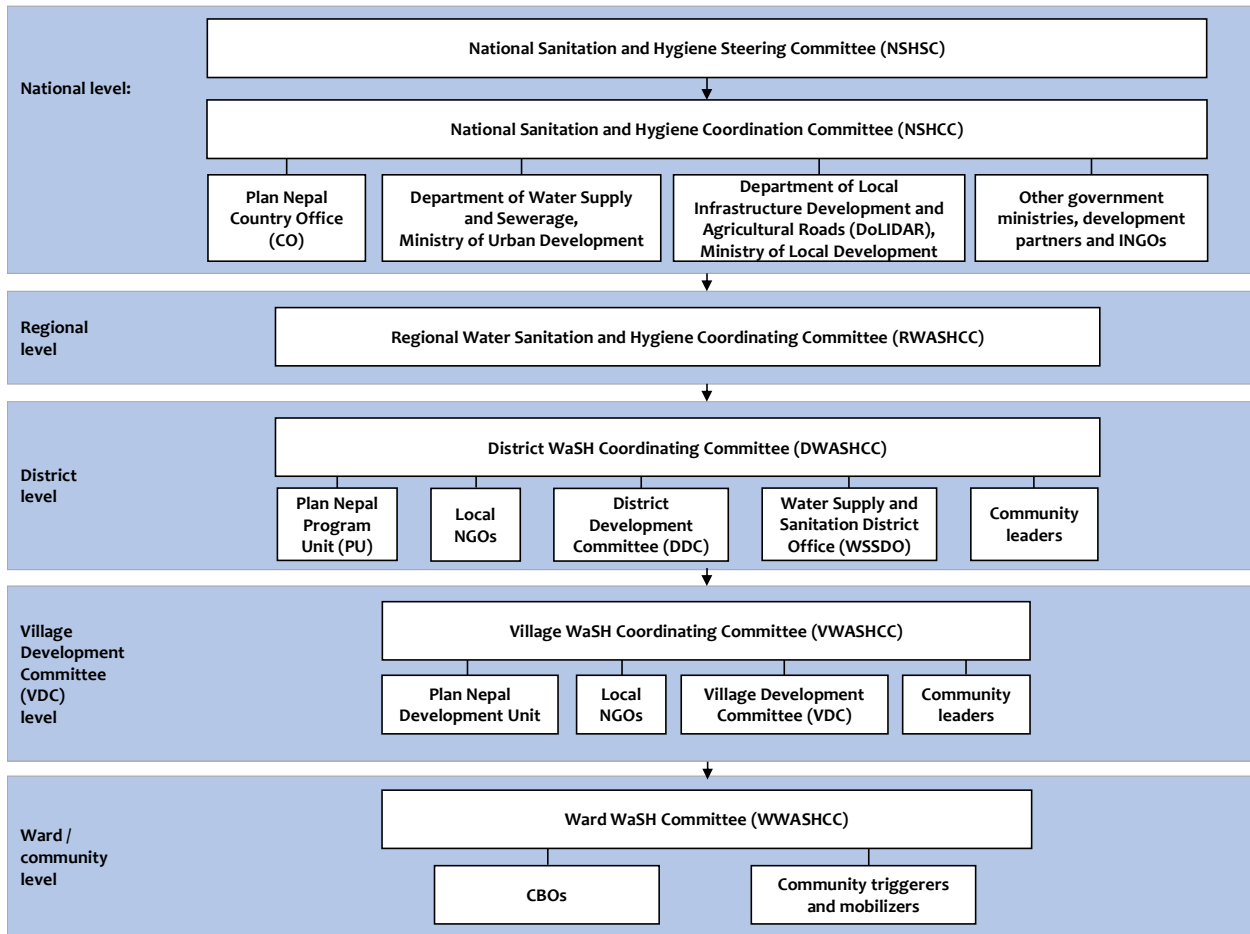 National level:
National Sanitation and Hygiene Steering Committee (NSHSC)
National Sanitation and Hygiene Coordination Committee (NSHCC)
Plan Nepal
Country Office
(CO)
Department of Water Supply
and Sewerage,
Ministry of Urban Development
Department of Local
Infrastructure Development and
Agricultural Roads (DoLIDAR),
Ministry of Local Development
Other government
ministries, development
partners and INGOs
Regional
level
Regional Water Sanitation and Hygiene Coordinating Committee (RWASHCC)
District
level
District WaSH Coordinating Committee (DWASHCC)
Plan Nepal
Program
Unit (PU)
Local
NGOs
District
Development
Committee (DDC)
Water Supply and
Sanitation District
Office (WSSDO)
Community
leaders
Village
Development
Committee
(VDC)
level
Village WaSH Coordinating Committee (VWASHCC)
Plan Nepal
Development Unit
Local
NGOs
Village Development
Committee (VDC)
Community
leaders
Ward /
community
level
Ward WaSH Committee (WWASHCC)
CBOs
Community triggerers
and mobilizers